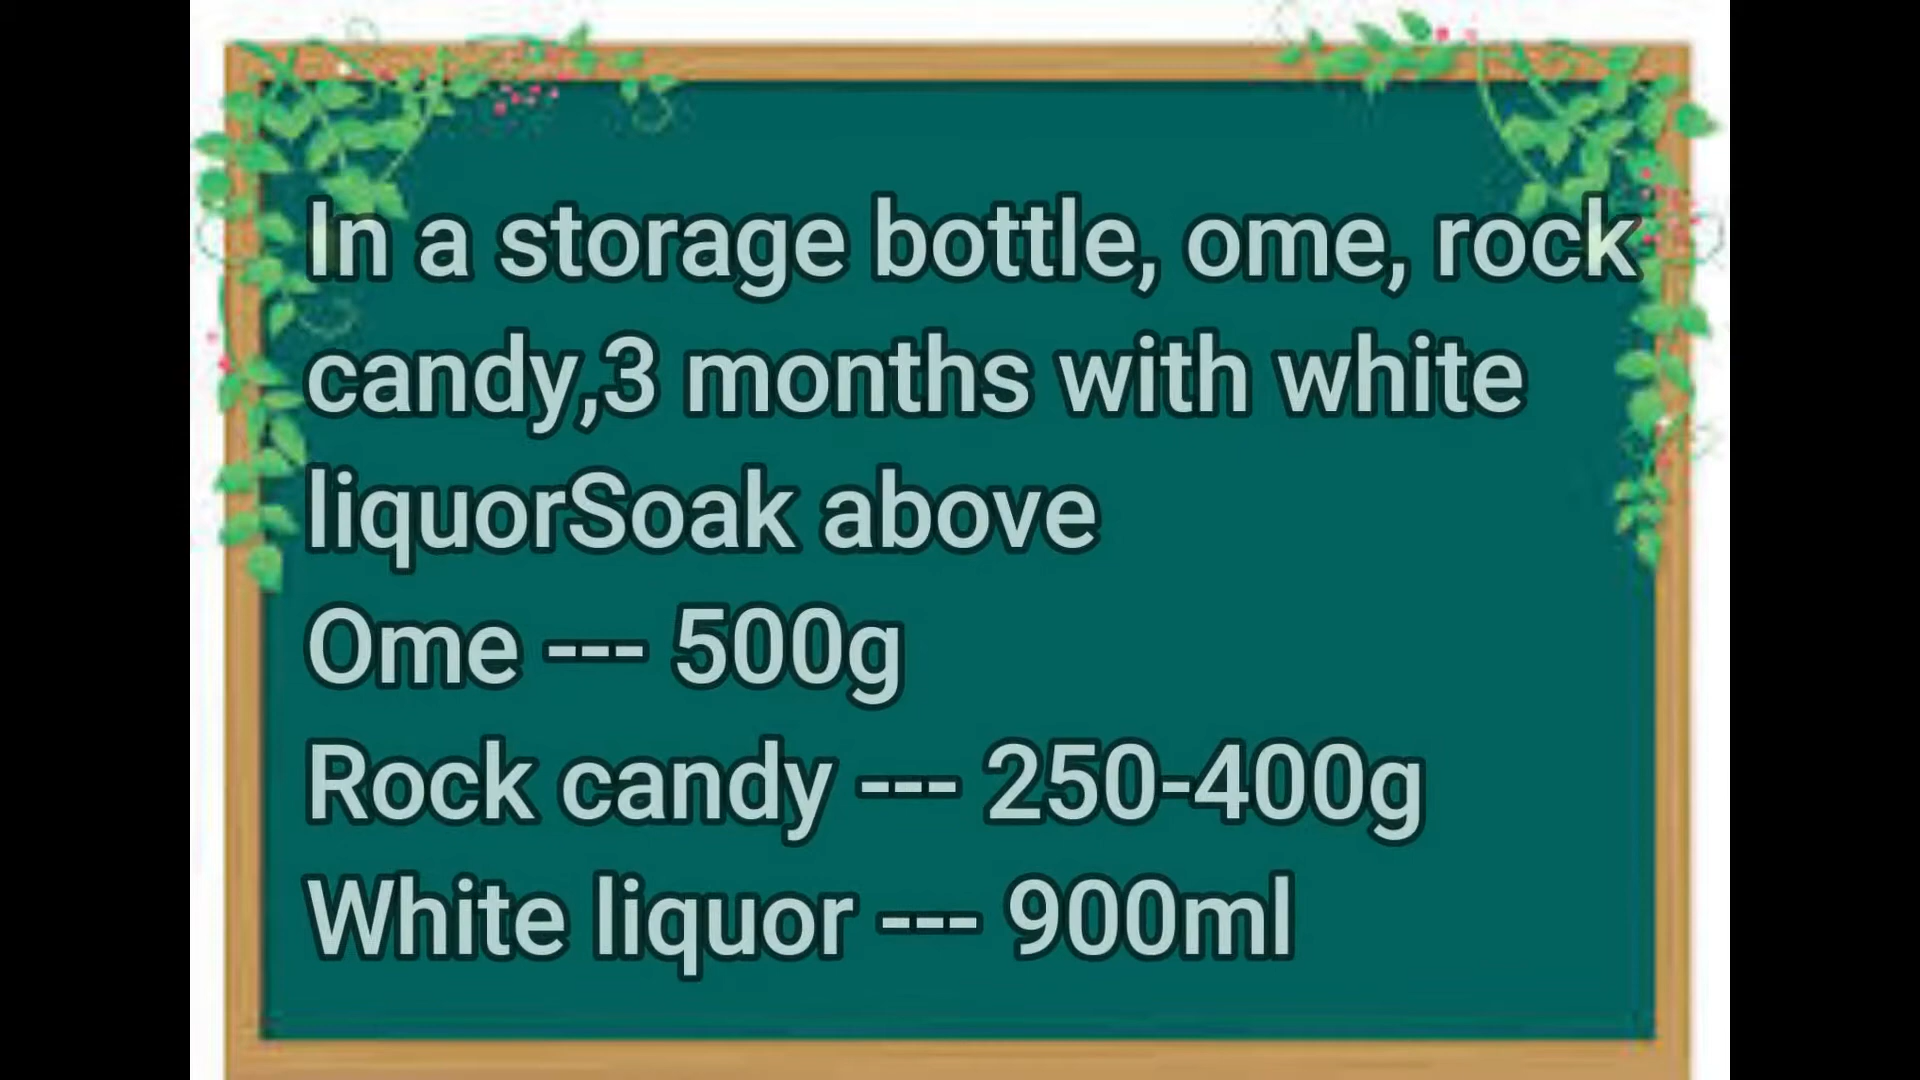 In a storage bottle, ome, rock
candy,3 months with white
liquorSoak above
Ome --- 500g
Rock candy --- 250-400g
White liquor --- 900ml